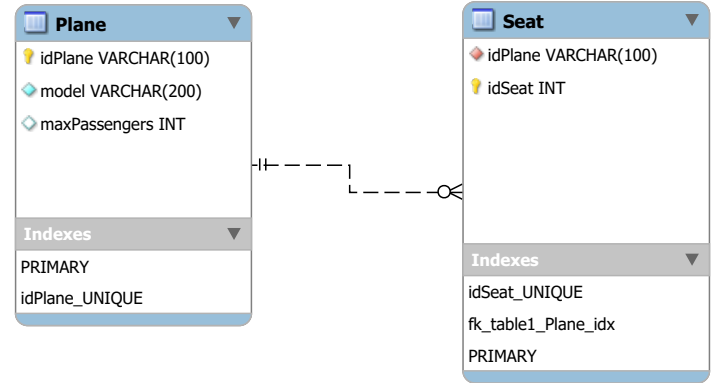 Plane
idPlane VARCHAR(100)
model VARCHAR(200)
maxPassengers INT
Indexes
PRIMARY
idPlane_UNIQUE
Seat
idPlane VARCHAR(100)
idSeat INT
Indexes
idSeat_UNIQUE
fk_table1_Plane_idx
PRIMARY